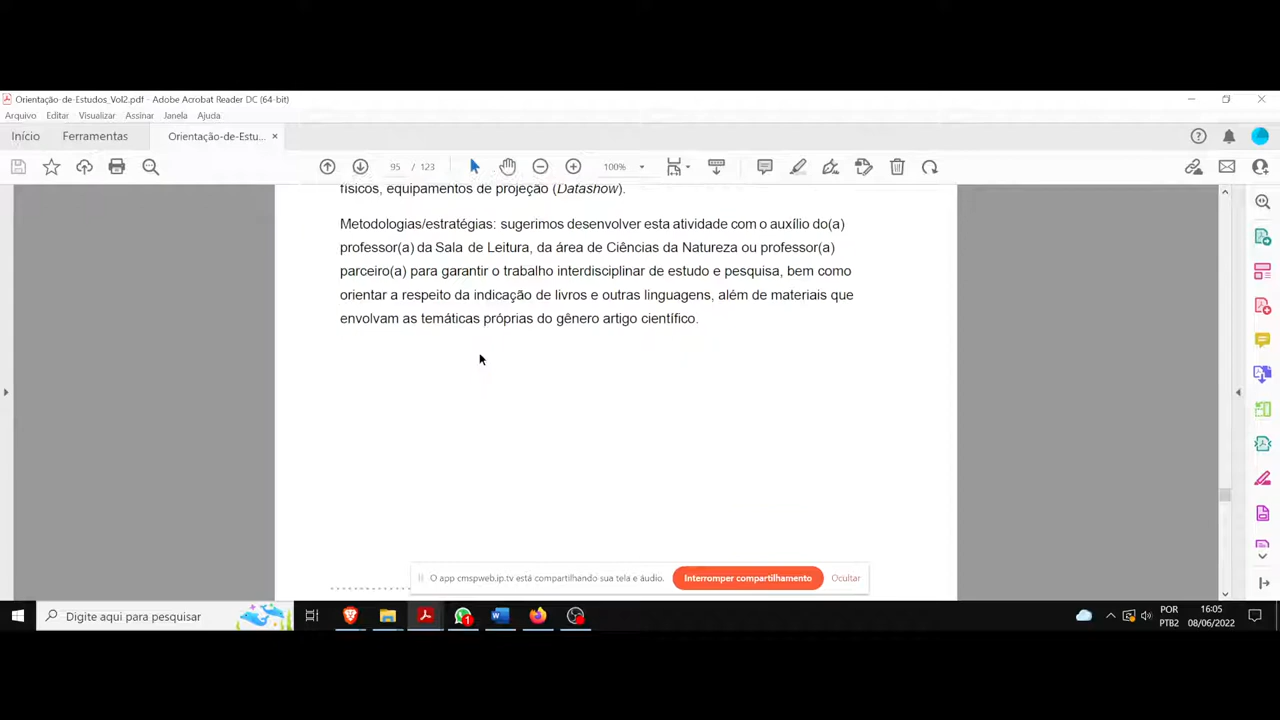 Orientação-de-Estudos_Vol2.pdf - Adobe Acrobat Reader DC (64-bit)
Arquivo Editar Visualizar Assinar Janela Ajuda
Início Ferramentas Orientação-de-Estu... ×
95 / 123 100%
físicos, equipamentos de projeção (Datashow).
Metodologias/estratégias: sugerimos desenvolver esta atividade com o auxílio do(a)
professor(a) da Sala de Leitura, da área de Ciências da Natureza ou professor(a)
parceiro(a) para garantir o trabalho interdisciplinar de estudo e pesquisa, bem como
orientar a respeito da indicação de livros e outras linguagens, além de materiais que
envolvam as temáticas próprias do gênero artigo científico.
O app cmspweb.ip.tv está compartilhando sua tela e áudio. Interromper compartilhamento Ocultar
Digite aqui para pesquisar
1
POR 16:05
PTB2 08/06/2022